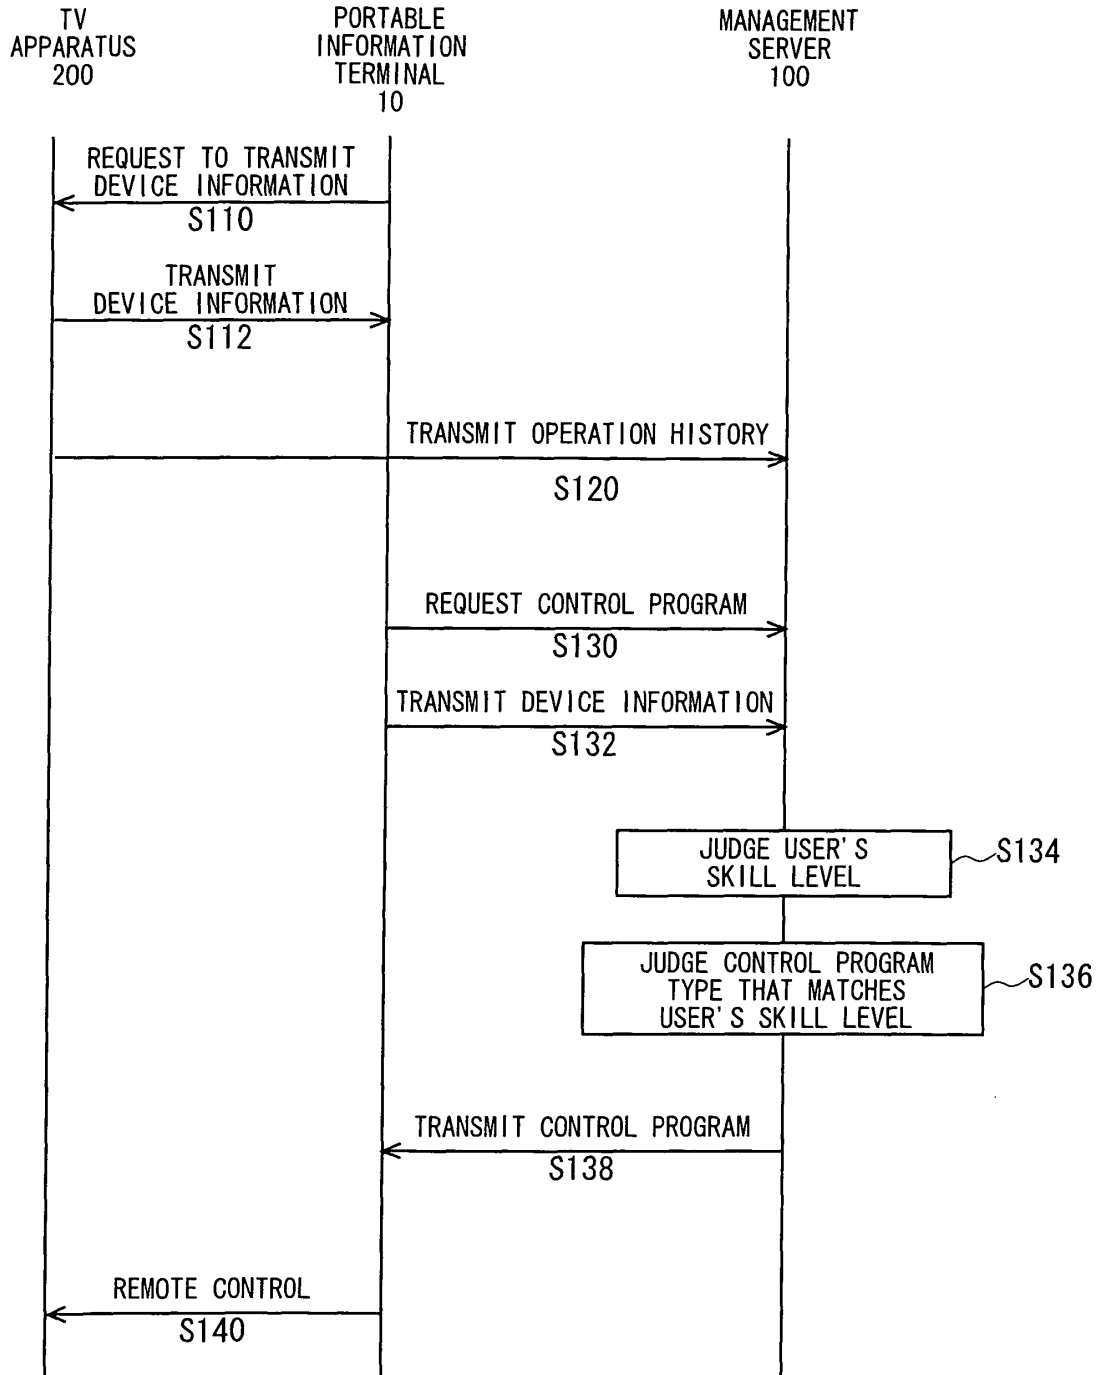 TV
APPARATUS
200
PORTABLE
INFORMATION
TERMINAL
10
MANAGEMENT
SERVER
100
REQUEST TO TRANSMIT
DEVICE INFORMATION
S110
TRANSMIT
DEVICE INFORMATION
S112
TRANSMIT OPERATION HISTORY
S120
REQUEST CONTROL PROGRAM
S130
TRANSMIT DEVICE INFORMATION
S132
JUDGE USER'S
SKILL LEVEL
S134
JUDGE CONTROL PROGRAM
TYPE THAT MATCHES
USER'S SKILL LEVEL
S136
TRANSMIT CONTROL PROGRAM
S138
REMOTE CONTROL
S140